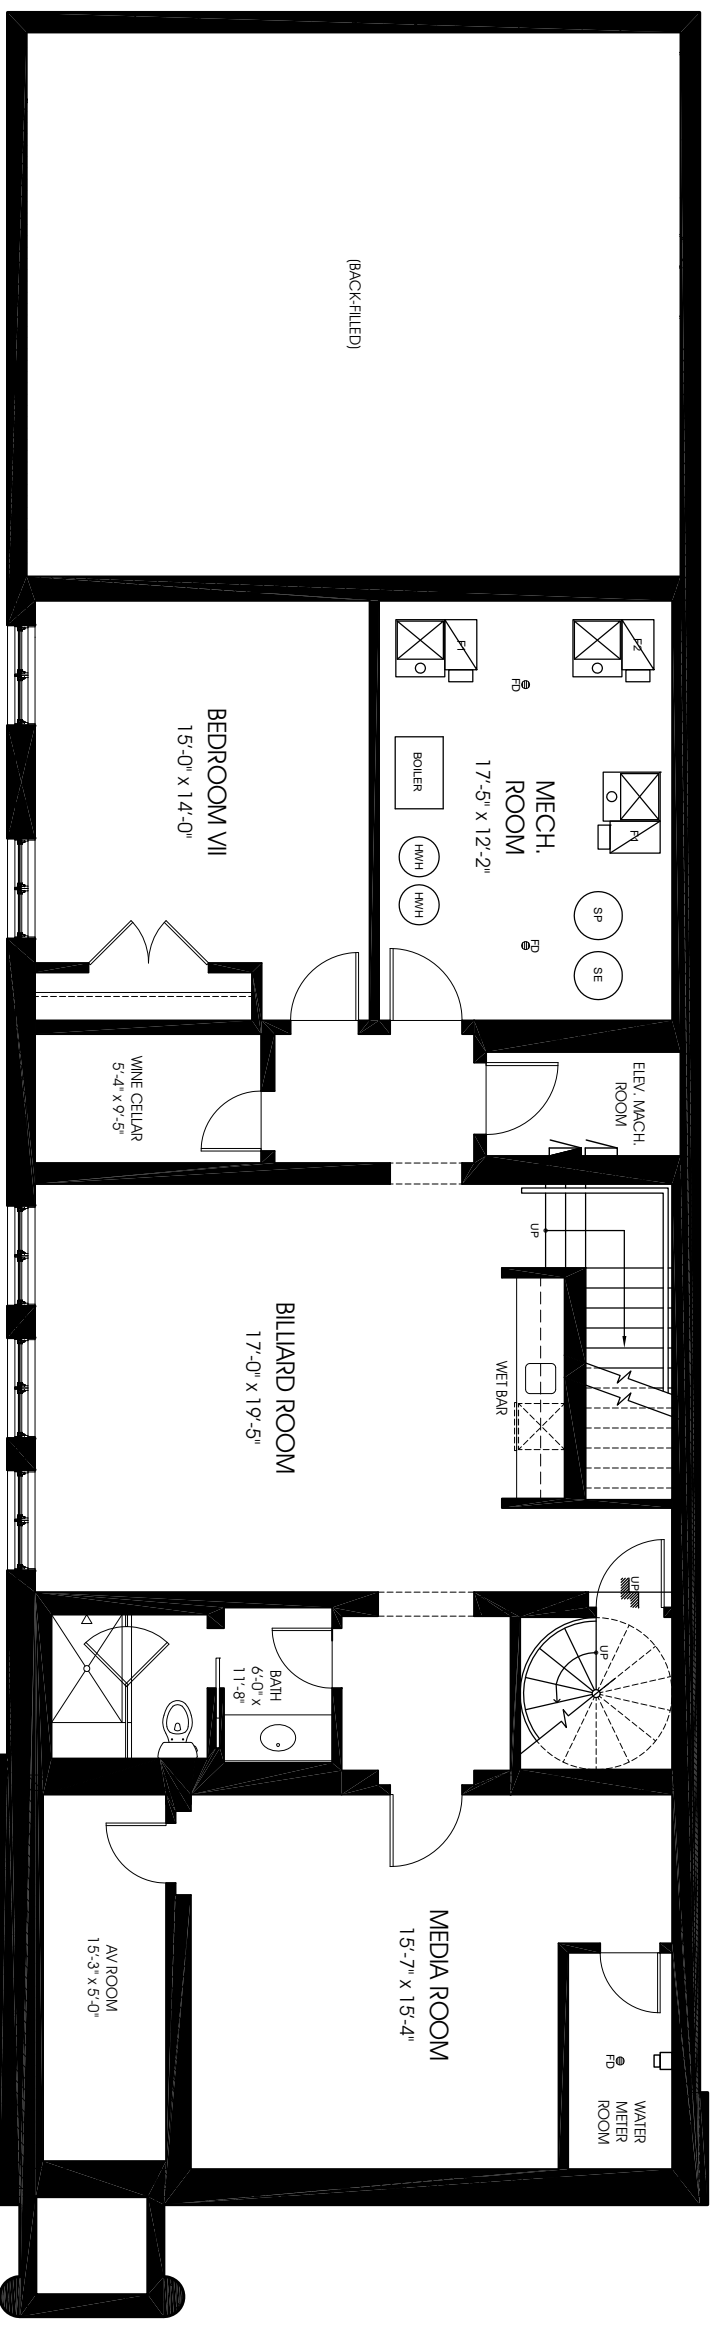 (BACK-FILLED)
F2
F1
FD
BOILER
MECH.
ROOM
17'-5" x 12'-2"
F1
HWH
HWH
SP
SE
FD
BEDROOM VII
15'-0" x 14'-0"
ELEV. MACH.
ROOM
WINE CELLAR
5'-4" x 9'-5"
UP
BILLIARD ROOM
17'-0" x 19'-5"
WET BAR
UP
UP
BATH
6'-0" x
11'-8"
MEDIA ROOM
15'-7" x 15'-4"
AV ROOM
15'-3" x 5'-0"
FD
WATER
METER
ROOM